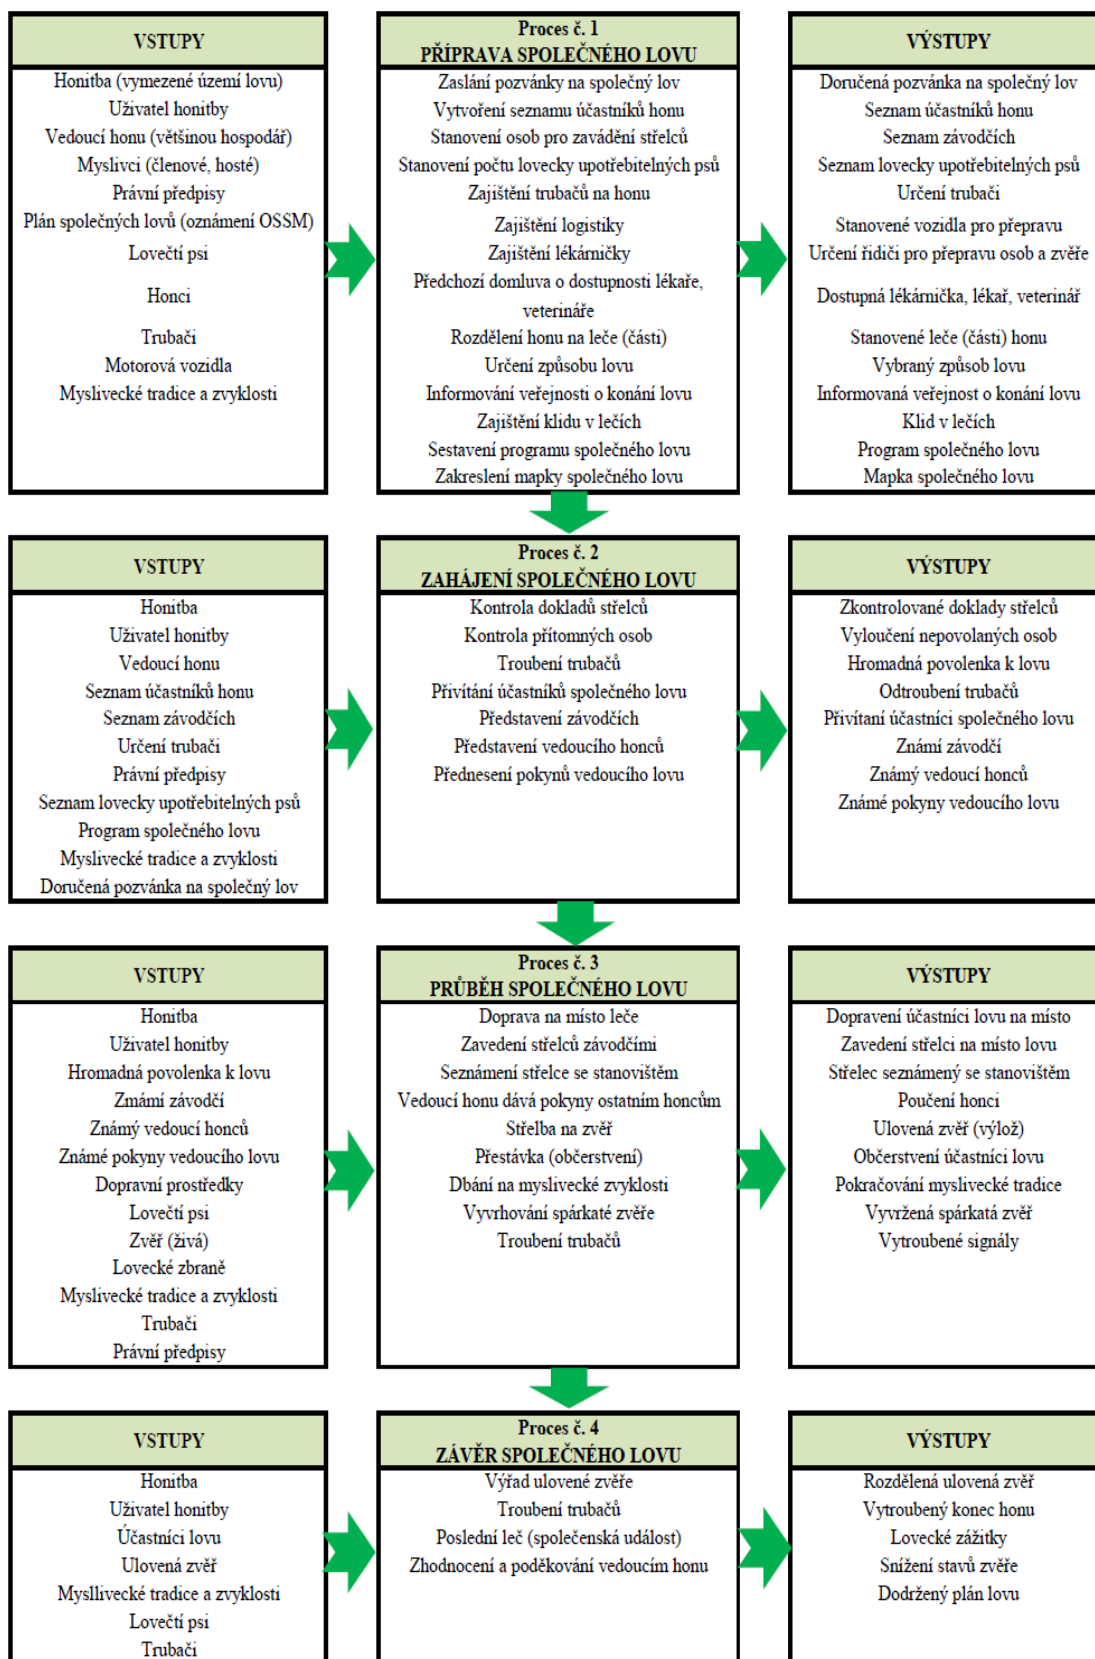 VSTUPY
Honitba (vymezené území lovu)
Uživatel honitby
Vedoucí honu (většinou hospodář)
Myslivci (členové, hosté)
Právní předpisy
Plán společných lovů (oznámení OSSM)
Lovečtí psi
Honci
Trubači
Motorová vozidla
Myslivecké tradice a zvyklosti
Proces č. 1
PŘÍPRAVA SPOLEČNÉHO LOVU
Zaslání pozvánky na společný lov
Vytvoření seznamu účastníků honu
Stanovení osob pro zavádění střelců
Stanovení počtu lovecky upotřebitelných psů
Zajištění trubačů na honu
Zajištění logistiky
Zajištění lékárničky
Předchozí domluva o dostupnosti lékaře,
veterináře
Rozdělení honu na leče (části)
Určení způsobu lovu
Informování veřejnosti o konání lovu
Zajištění klidu v lečích
Sestavení programu společného lovu
Zakreslení mapky společného lovu
VÝSTUPY
Doručená pozvánka na společný lov
Seznam účastníků honu
Seznam závodčích
Seznam lovecky upotřebitelných psů
Určení trubači
Stanovené vozidla pro přepravu
Určení řidiči pro přepravu osob a zvěře
Dostupná lékárnička, lékař, veterinář
Stanovené leče (části) honu
Vybraný způsob lovu
Informovaná veřejnost o konání lovu
Klid v lečích
Program společného lovu
Mapka společného lovu
VSTUPY
Honitba
Uživatel honitby
Vedoucí honu
Seznam účastníků honu
Seznam závodčích
Určení trubači
Právní předpisy
Seznam lovecky upotřebitelných psů
Program společného lovu
Myslivecké tradice a zvyklosti
Doručená pozvánka na společný lov
Proces č. 2
ZAHÁJENÍ SPOLEČNÉHO LOVU
Kontrola dokladů střelců
Kontrola přítomných osob
Troubení trubačů
Přivítání účastníků společného lovu
Představení závodčích
Představení vedoucího honců
Přednesení pokynů vedoucího lovu
VÝSTUPY
Zkontrolované doklady střelců
Vyloučení nepovolaných osob
Hromadná povolenka k lovu
Odtroubení trubačů
Přivítaní účastníci společného lovu
Známí závodčí
Známý vedoucí honců
Známé pokyny vedoucího lovu
VSTUPY
Honitba
Uživatel honitby
Hromadná povolenka k lovu
Zmámí závodčí
Známý vedoucí honců
Známé pokyny vedoucího lovu
Dopravní prostředky
Lovečtí psi
Zvěř (živá)
Lovecké zbraně
Myslivecké tradice a zvyklosti
Trubači
Právní předpisy
Proces č. 3
PRŮBĚH SPOLEČNÉHO LOVU
Doprava na místo leče
Zavedení střelců závodčími
Seznámení střelce se stanovištěm
Vedoucí honu dává pokyny ostatním honcům
Střelba na zvěř
Přestávka (občerstvení)
Dbání na myslivecké zvyklosti
Vyvrhování spárkaté zvěře
Troubení trubačů
VÝSTUPY
Dopravení účastníci lovu na místo
Zavedení střelci na místo lovu
Střelec seznámený se stanovištěm
Poučení honci
Ulovená zvěř (výlož)
Občerstvení účastníci lovu
Pokračování myslivecké tradice
Vyvržená spárkatá zvěř
Vytroubené signály
VSTUPY
Honitba
Uživatel honitby
Účastníci lovu
Ulovená zvěř
Mysllivecké tradice a zvyklosti
Lovečtí psi
Trubači
Proces č. 4
ZÁVĚR SPOLEČNÉHO LOVU
Výřad ulovené zvěře
Troubení trubačů
Poslední leč (společenská událost)
Zhodnocení a poděkování vedoucím honu
VÝSTUPY
Rozdělená ulovená zvěř
Vytroubený konec honu
Lovecké zážitky
Snížení stavů zvěře
Dodržený plán lovu